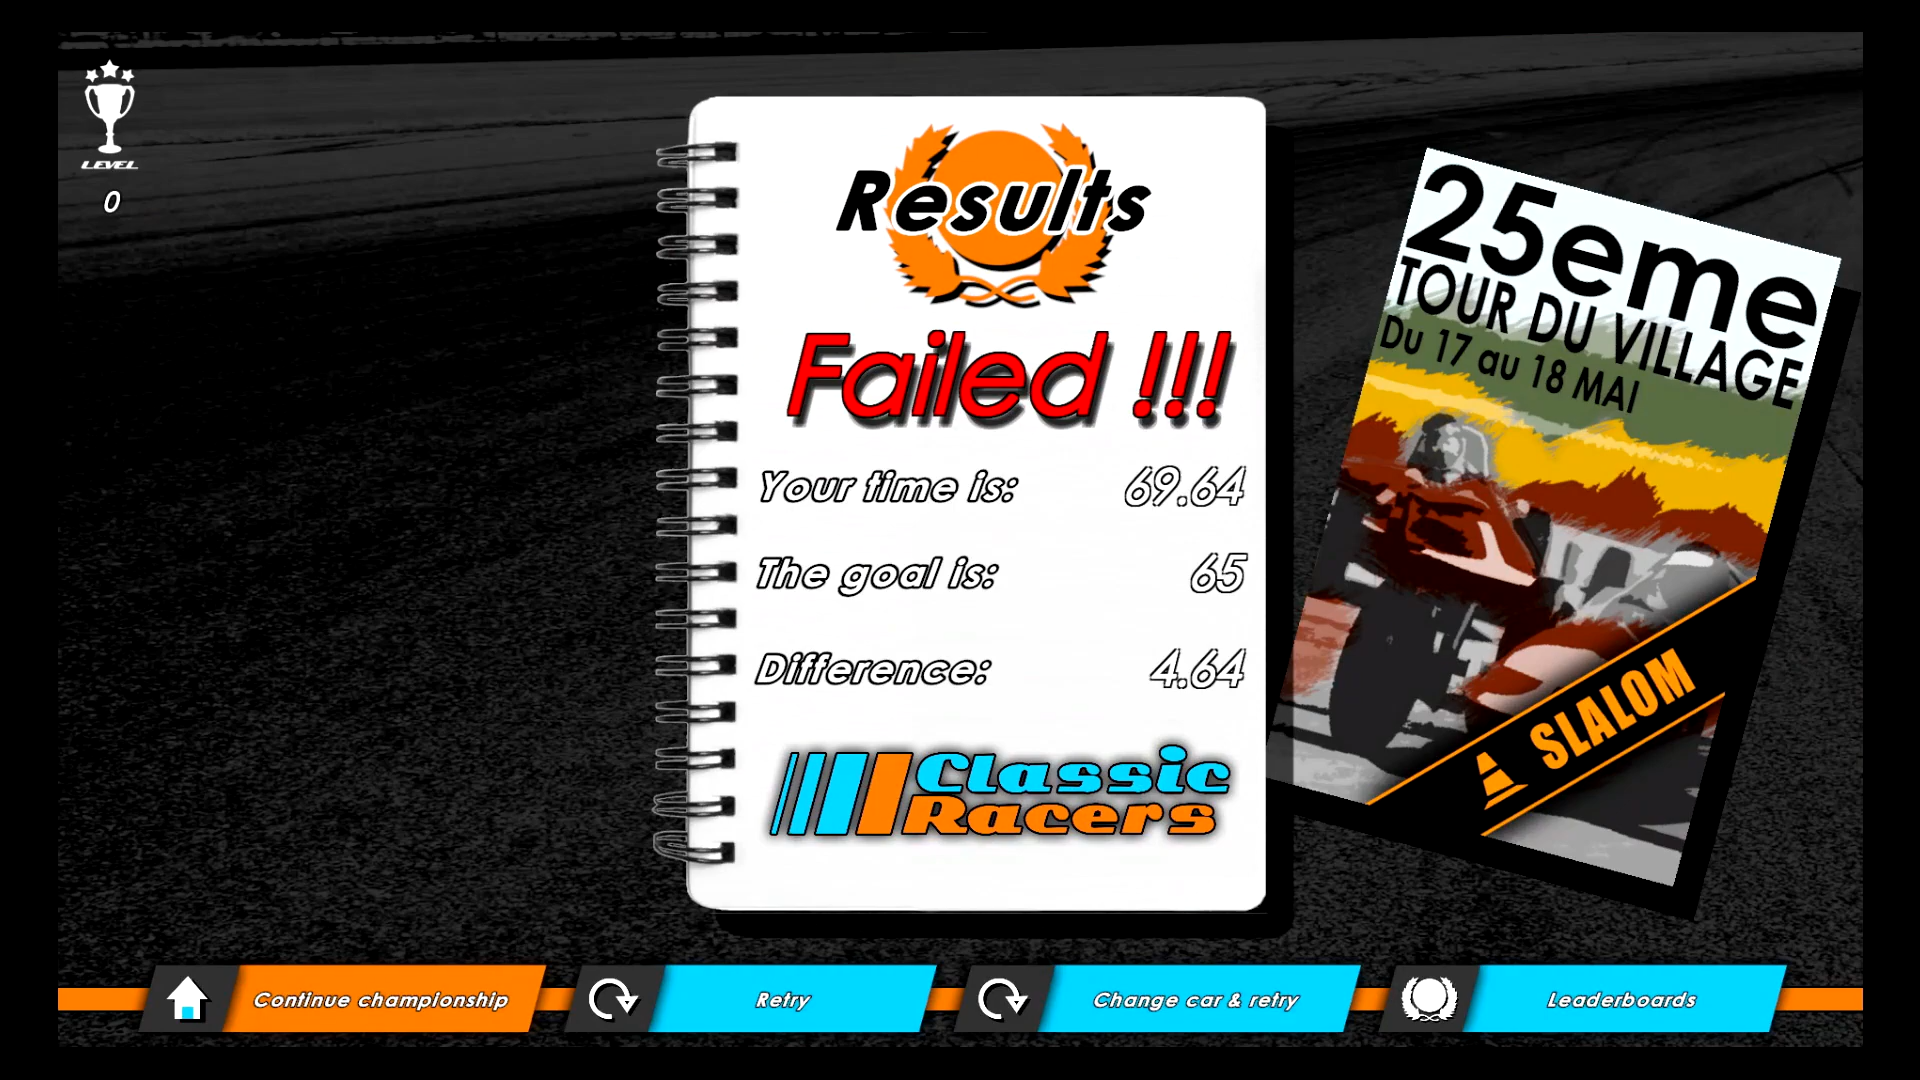 LEVEL
0
Results
Failed !!!
Your time is: 69.64
The goal is: 65
Difference: 4.64
Classic
Racers
25eme
TOUR DU VILLAGE
Du 17 au 18 MAI
SLALOM
Continue championship
Retry
Change car & retry
Leaderboards